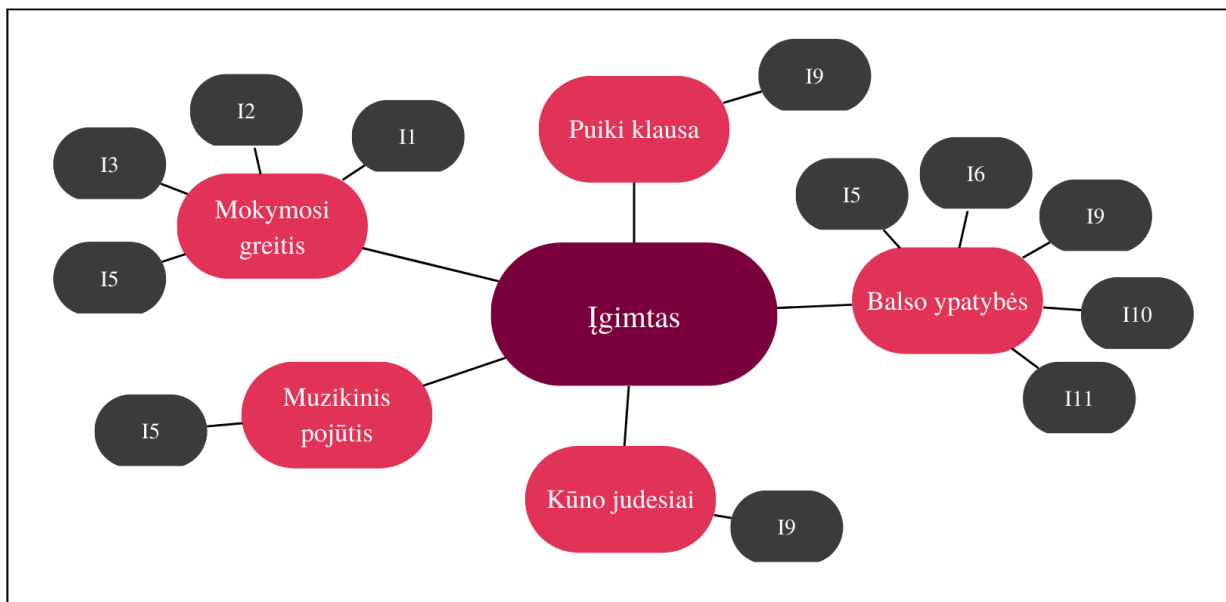 I9
Puiki klausa
I2
I1
I3
Mokymosi
greitis
I5
I5
I6
I9
Balso ypatybės
I10
I11
Įgimtas
Muzikinis
pojūtis
I5
Kūno judesiai
I9